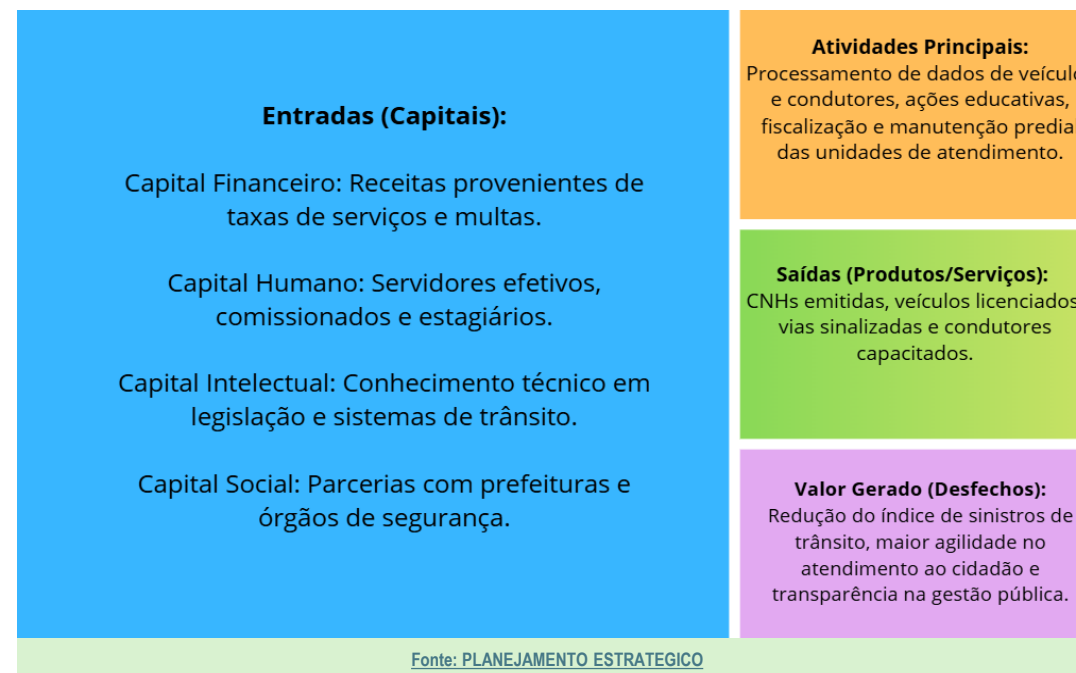 Entradas (Capitais):
Capital Financeiro: Receitas provenientes de
taxas de serviços e multas.
Capital Humano: Servidores efetivos,
comissionados e estagiários.
Capital Intelectual: Conhecimento técnico em
legislação e sistemas de trânsito.
Capital Social: Parcerias com prefeituras e
órgãos de segurança.
Atividades Principais:
Processamento de dados de veícul
e condutores, ações educativas,
fiscalização e manutenção predia
das unidades de atendimento.
Saídas (Produtos/Serviços):
CNHs emitidas, veículos licenciados
vias sinalizadas e condutores
capacitados.
Valor Gerado (Desfechos):
Redução do índice de sinistros de
trânsito, maior agilidade no
atendimento ao cidadão e
transparência na gestão pública.
Fonte: PLANEJAMENTO ESTRATEGICO